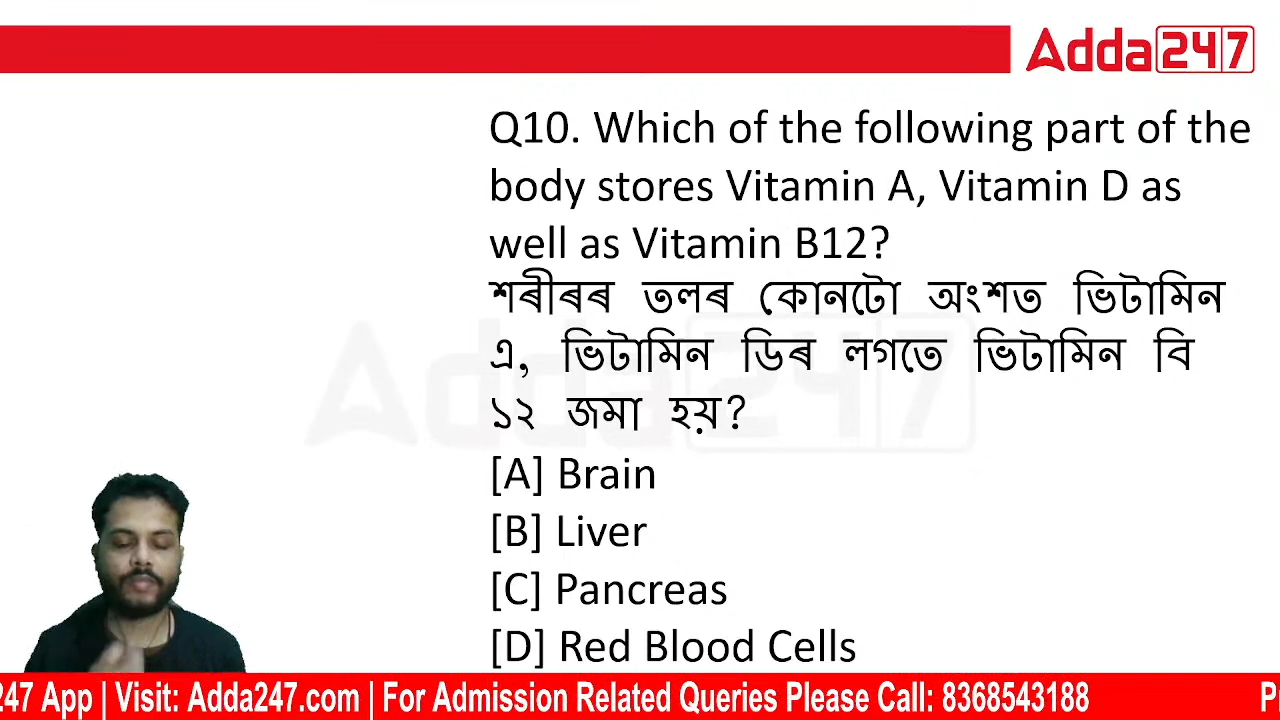 Adda247
Q10. Which of the following part of the
body stores Vitamin A, Vitamin D as
well as Vitamin B12?
শৰীৰৰ তলৰ কোনটো অংশত ভিটামিন
এ, ভিটামিন ডিৰ লগতে ভিটামিন বি
১২ জমা হয়?
[A] Brain
[B] Liver
[C] Pancreas
[D] Red Blood Cells
247 App | Visit: Adda247.com | For Admission Related Queries Please Call: 8368543188